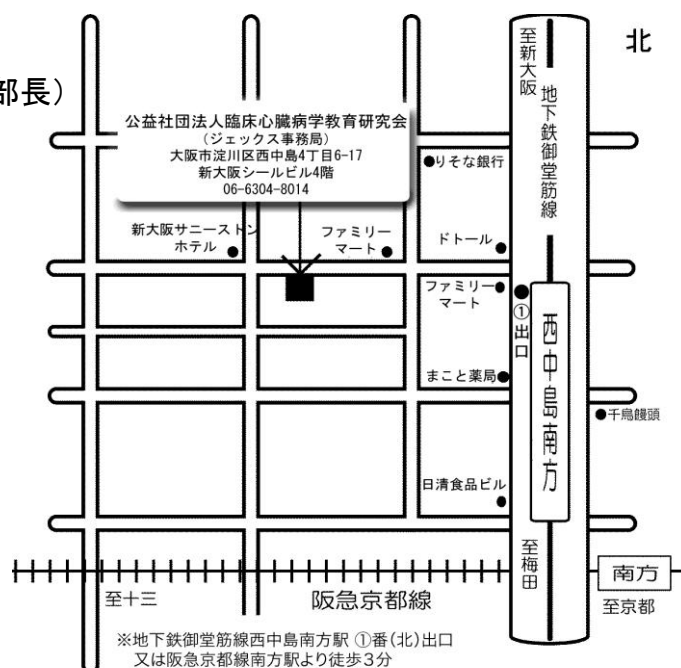 北
部長）
至新大阪
地下鉄御堂筋線
公益社団法人臨床心臓病学教育研究会
（ジェックス事務局）
大阪市淀川区西中島4丁目6-17
新大阪シールビル4階
06-6304-8014
●りそな銀行
新大阪サニーストン
ホテル
ファミリー
マート
ドトール
ファミリー
マート
①出口
西中島南方
まこと薬局
●千鳥饅頭
日清食品ビル
至梅田
南方
至十三
阪急京都線
至京都
※地下鉄御堂筋線西中島南方駅 ①番(北)出口
又は阪急京都線南方駅より徒歩3分